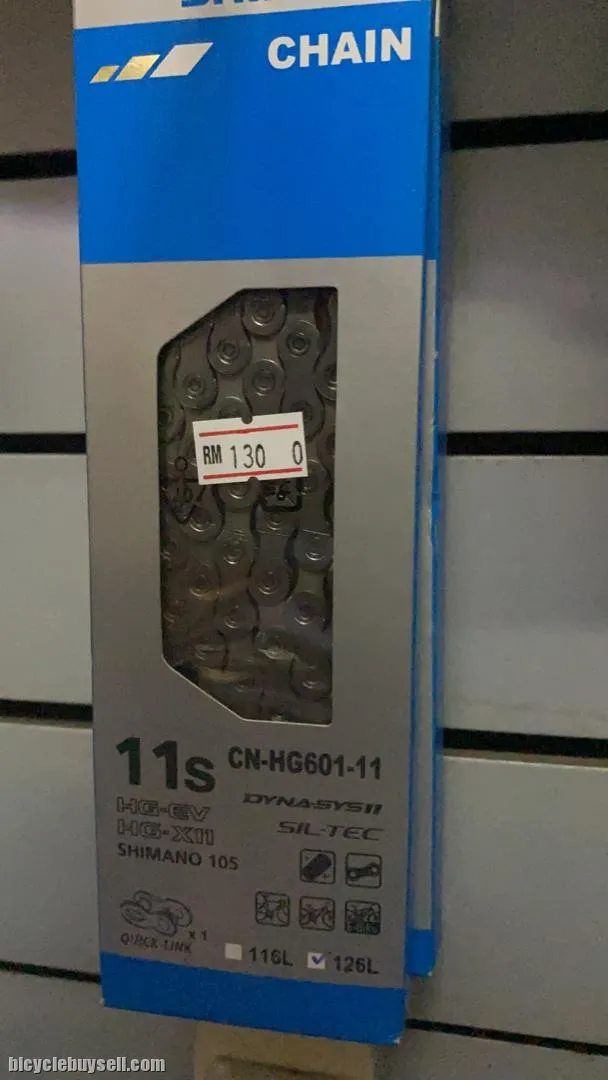 CHAIN
RM 130 0
11s CN-HG601-11
HG-EV DYNA-SYS11
HG-X11 SIL-TEC
SHIMANO 105
E-BIKE
x 1
QUICK-LINK
116L 126L
bicyclebuysell.com